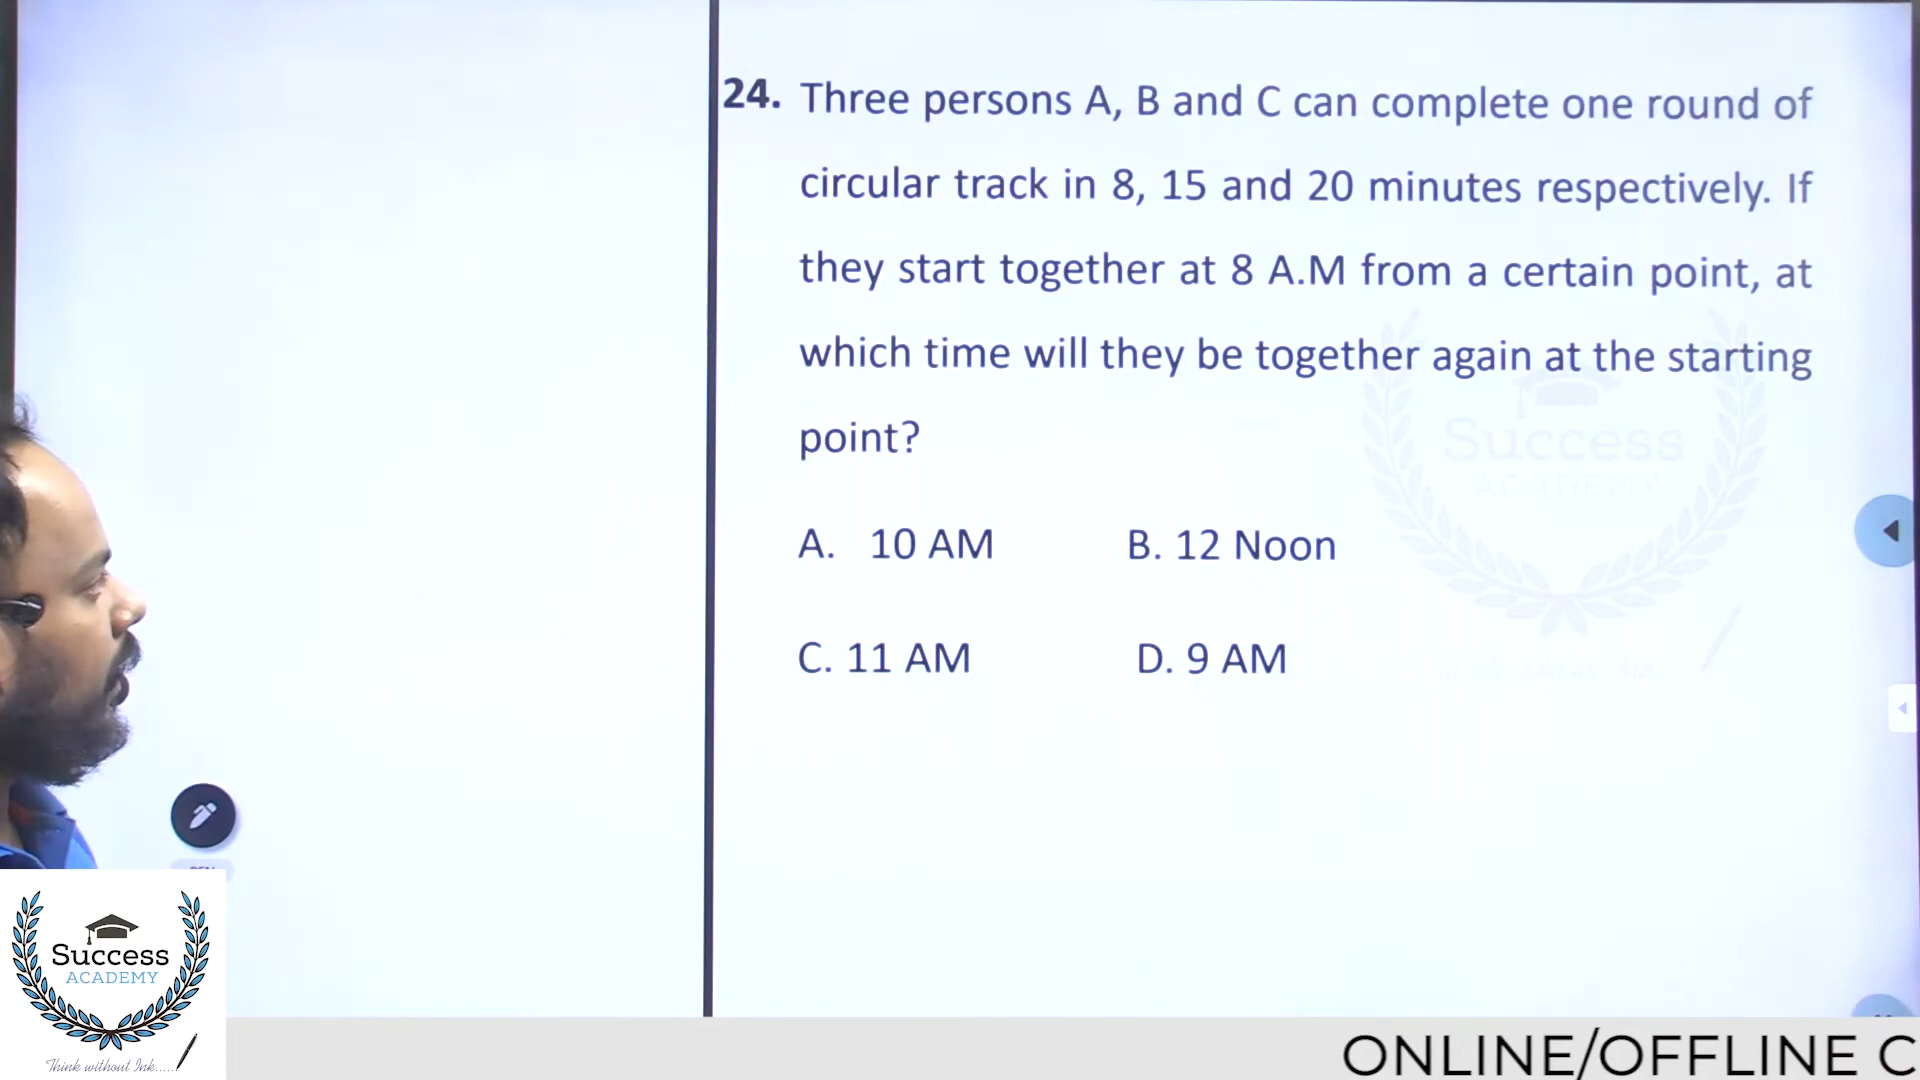 24. Three persons A, B and C can complete one round of
circular track in 8, 15 and 20 minutes respectively. If
they start together at 8 A.M from a certain point, at
which time will they be together again at the starting
point?
Success
ACADEMY
A. 10 AM B. 12 Noon
C. 11 AM D. 9 AM
Success
ACADEMY
Think without Ink.....
ONLINE/OFFLINE C